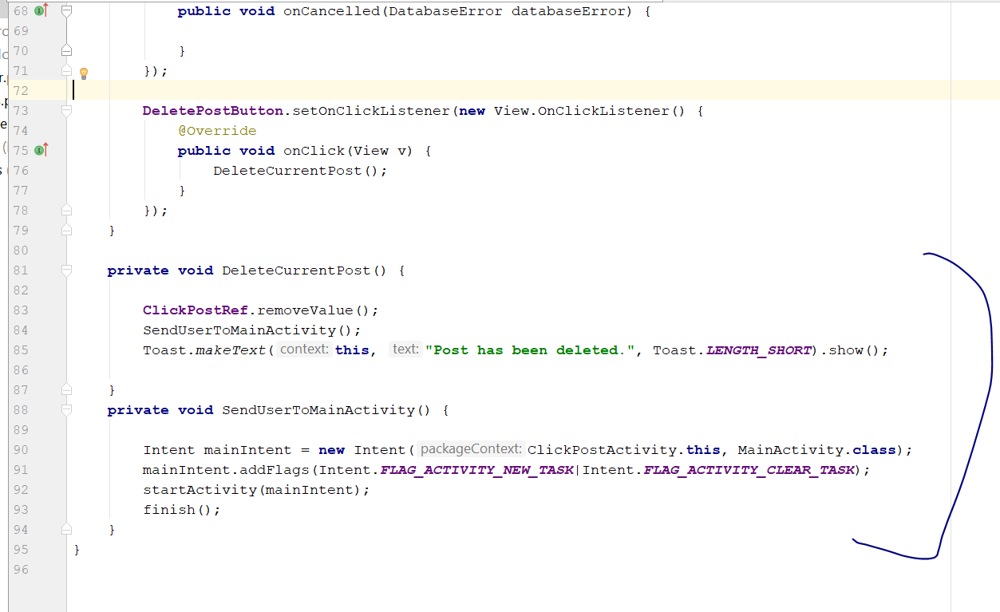 68 public void onCancelled(DatabaseError databaseError) {
69
70 }
71 });
72
73 DeletePostButton.setOnClickListener(new View.OnClickListener() {
74 @Override
75 public void onClick(View v) {
76 DeleteCurrentPost();
77 }
78 });
79 }
80
81 private void DeleteCurrentPost() {
82
83 ClickPostRef.removeValue();
84 SendUserToMainActivity();
85 Toast.makeText( context: this, text: "Post has been deleted.", Toast.LENGTH_SHORT).show();
86
87 }
88 private void SendUserToMainActivity() {
89
90 Intent mainIntent = new Intent( packageContext: ClickPostActivity.this, MainActivity.class);
91 mainIntent.addFlags(Intent.FLAG_ACTIVITY_NEW_TASK|Intent.FLAG_ACTIVITY_CLEAR_TASK);
92 startActivity(mainIntent);
93 finish();
94 }
95 }
96